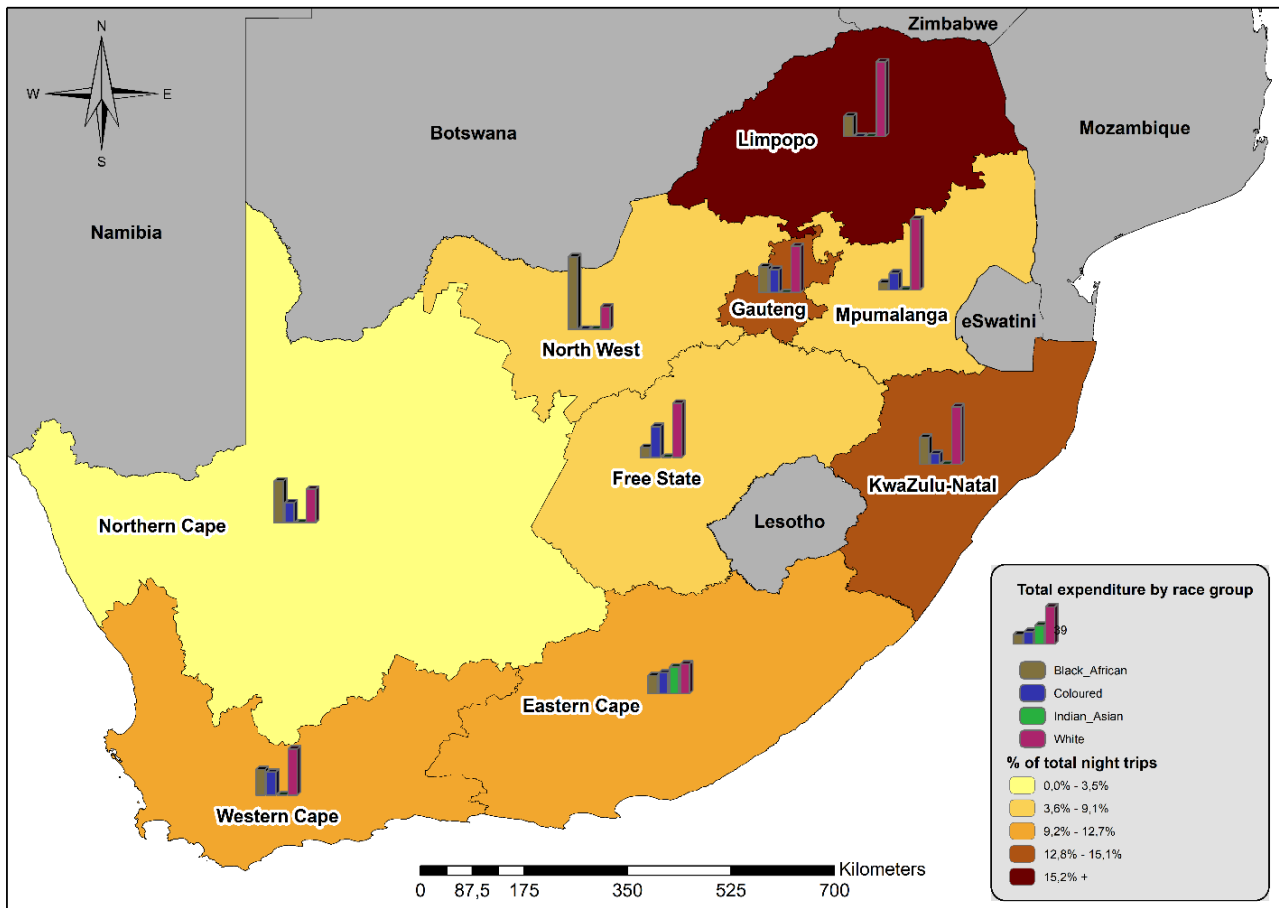 Zimbabwe
N
W
E
S
Botswana
Mozambique
Limpopo
Namibia
Gauteng
Mpumalanga
eSwatini
North West
Free State
KwaZulu-Natal
Northern Cape
Lesotho
Eastern Cape
Western Cape
Total expenditure by race group
39
Black_African
Coloured
Indian_Asian
White
% of total night trips
0,0% - 3,5%
3,6% - 9,1%
9,2% - 12,7%
12,8% - 15,1%
15,2% +
Kilometers
0 87,5 175 350 525 700